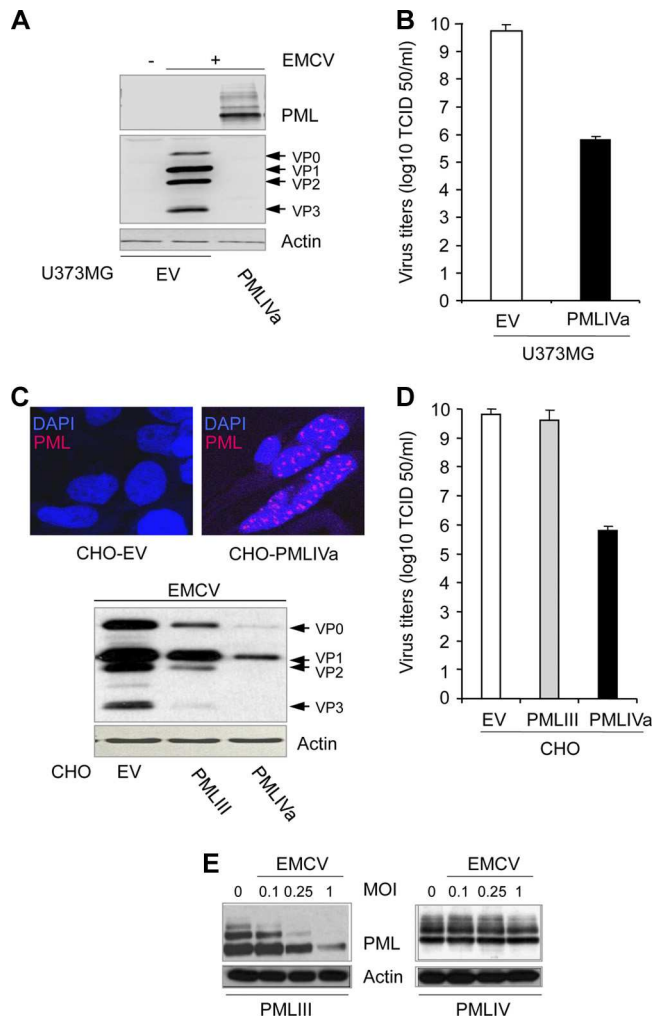 A
- + EMCV
PML
VP0
VP1
VP2
VP3
Actin
U373MG EV PMLIVa
B
Virus titers (log10 TCID 50/ml)
10
9
8
7
6
5
4
3
2
1
0
EV PMLIVa
U373MG
C
DAPI
PML
DAPI
PML
CHO-EV CHO-PMLIVa
EMCV
VP0
VP1
VP2
VP3
Actin
CHO EV PMLIII PMLIVa
D
Virus titers (log10 TCID 50/ml)
10
9
8
7
6
5
4
3
2
1
0
EV PMLIII PMLIVa
CHO
E
EMCV EMCV
0 0.1 0.25 1 MOI 0 0.1 0.25 1
PML
Actin
PMLIII PMLIV